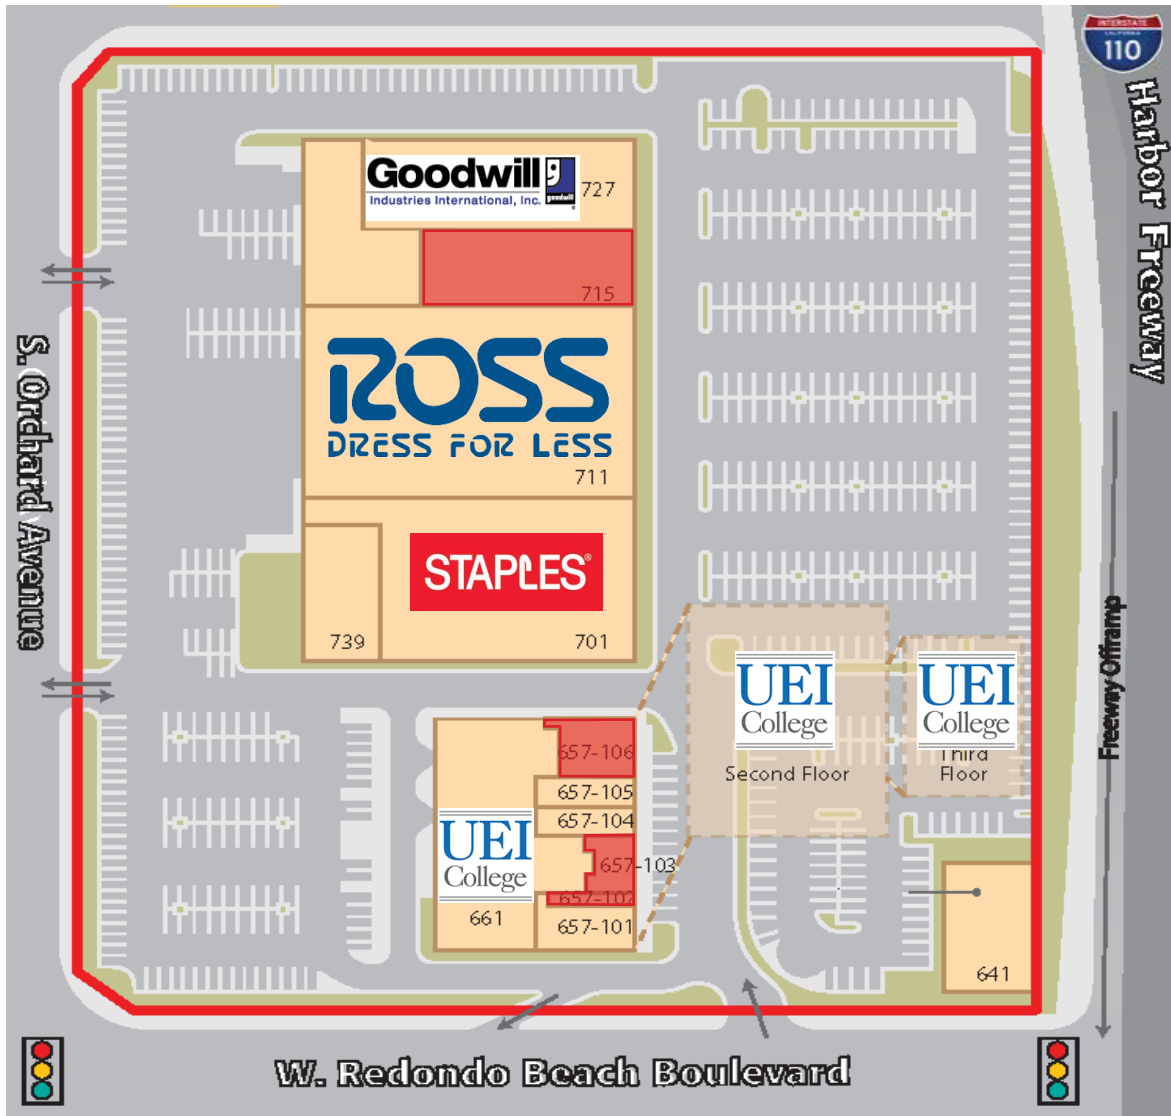 INTERSTATE
CALIFORNIA
110
Harbor Freeway
Goodwill
Industries International, Inc.
goodwill
®
727
715
ROSS
DRESS FOR LESS
711
S. Orchard Avenue
STAPLES®
739
701
Freeway Offramp
UEI
College
Second Floor
UEI
College
Third
Floor
657-106
657-105
657-104
657-103
657-102
657-101
UEI
College
661
641
W. Redondo Beach Boulevard